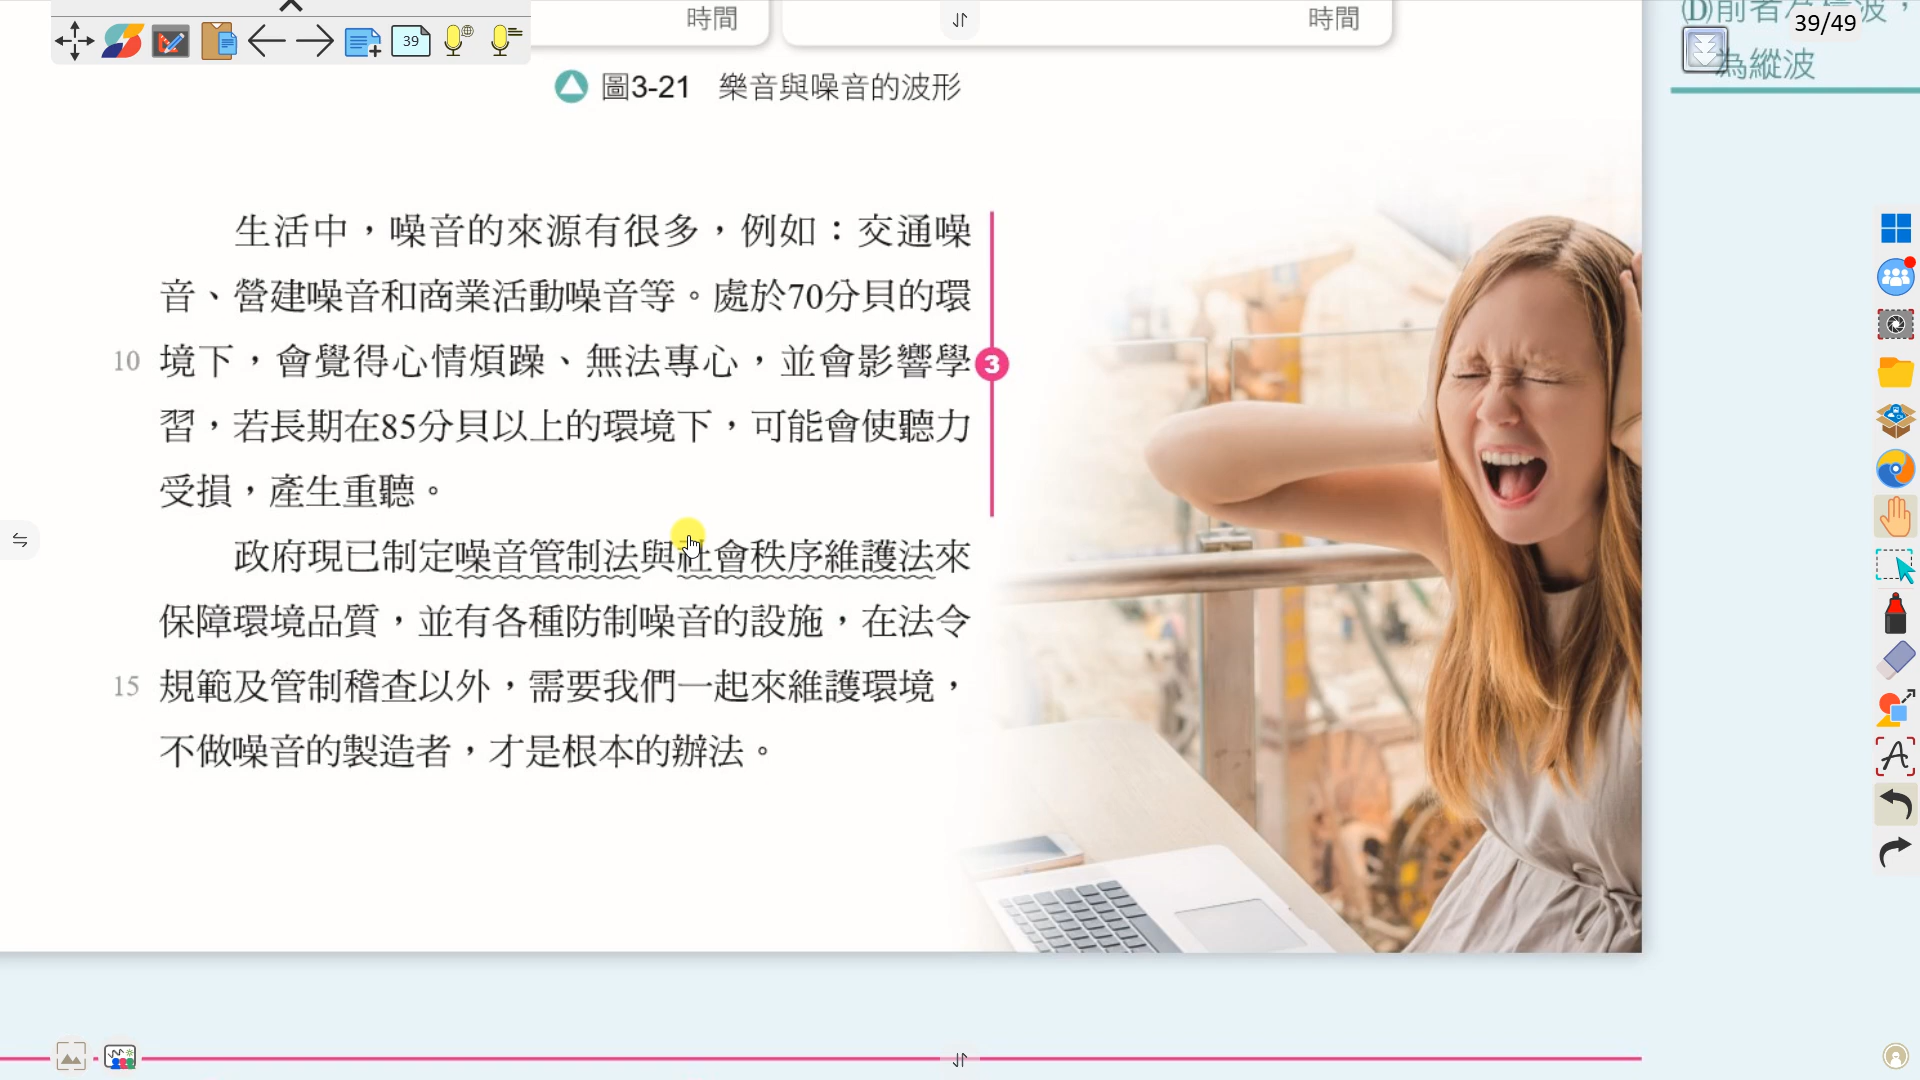 時間
時間
39/49
39
為縱波
圖3-21 樂音與噪音的波形
生活中，噪音的來源有很多，例如：交通噪
音、營建噪音和商業活動噪音等。處於70分貝的環
10 境下，會覺得心情煩躁、無法專心，並會影響學
3
習，若長期在85分貝以上的環境下，可能會使聽力
受損，產生重聽。
政府現已制定噪音管制法與社會秩序維護法來
保障環境品質，並有各種防制噪音的設施，在法令
15 規範及管制稽查以外，需要我們一起來維護環境，
不做噪音的製造者，才是根本的辦法。